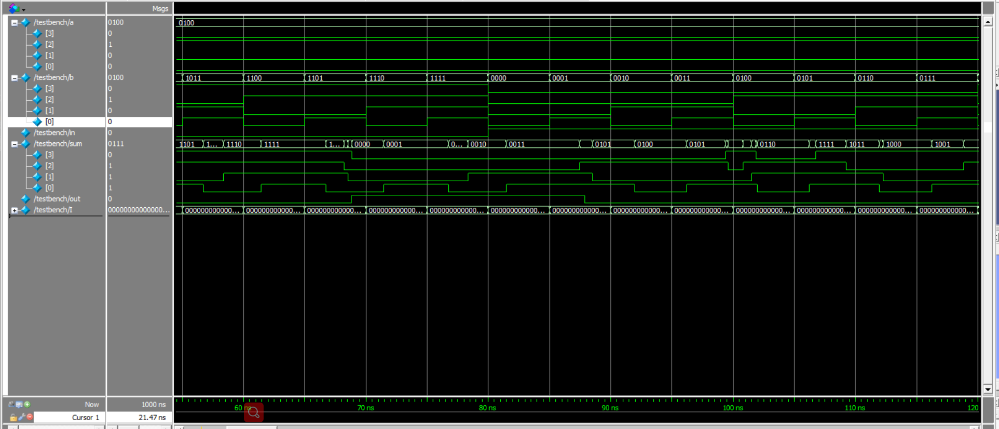 Msgs
/testbench/a 0100 0100
[3] 0
[2] 1
[1] 0
[0] 0
/testbench/b 0100 1011 1100 1101 1110 1111 0000 0001 0010 0011 0100 0101 0110 0111
[3] 0
[2] 1
[1] 0
[0] 0
/testbench/in 0
/testbench/sum 0111 1101 1... 1110 1111 1... 0000 0001 0... 0010 0011 0101 0100 0101 0110 1111 1011 1000 1001
[3] 0
[2] 1
[1] 1
[0] 1
/testbench/out 0
/testbench/I 00000000000000... 000000000000... 000000000000... 000000000000... 000000000000... 000000000000... 000000000000... 000000000000... 000000000000... 000000000000... 000000000000... 000000000000... 000000000000... 000000000000...
Now 1000 ns 60 ns 70 ns 80 ns 90 ns 100 ns 110 ns 120
Cursor 1 21.47 ns